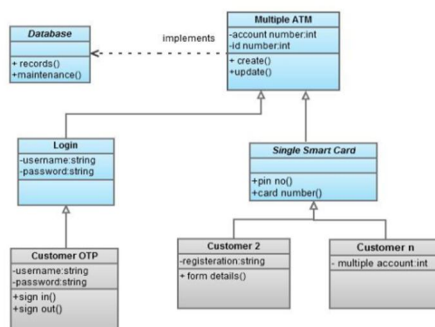 Database
+ records()
+maintenance()
implements
Multiple ATM
-account number:int
-id number:int
+ create()
+update()
Login
-username:string
-password:string
Single Smart Card
+pin no()
+card number()
Customer OTP
-username:string
-password:string
+sign in()
+sign out()
Customer 2
-registeration:string
+ form details()
Customer n
- multiple account:int